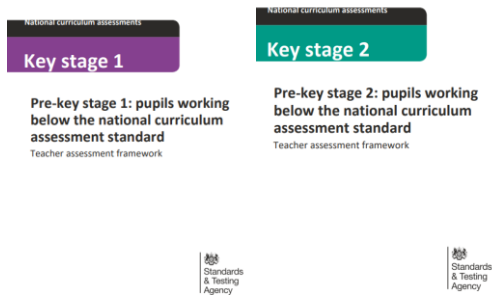 National curriculum assessments
Key stage 1
Pre-key stage 1: pupils working
below the national curriculum
assessment standard
Teacher assessment framework
Standards
& Testing
Agency
National curriculum assessments
Key stage 2
Pre-key stage 2: pupils working
below the national curriculum
assessment standard
Teacher assessment framework
Standards
& Testing
Agency